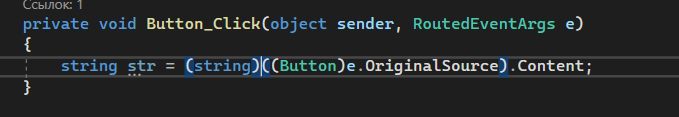 Ссылок: 1
private void Button_Click(object sender, RoutedEventArgs e)
{
string str = (string)((Button)e.OriginalSource).Content;
}